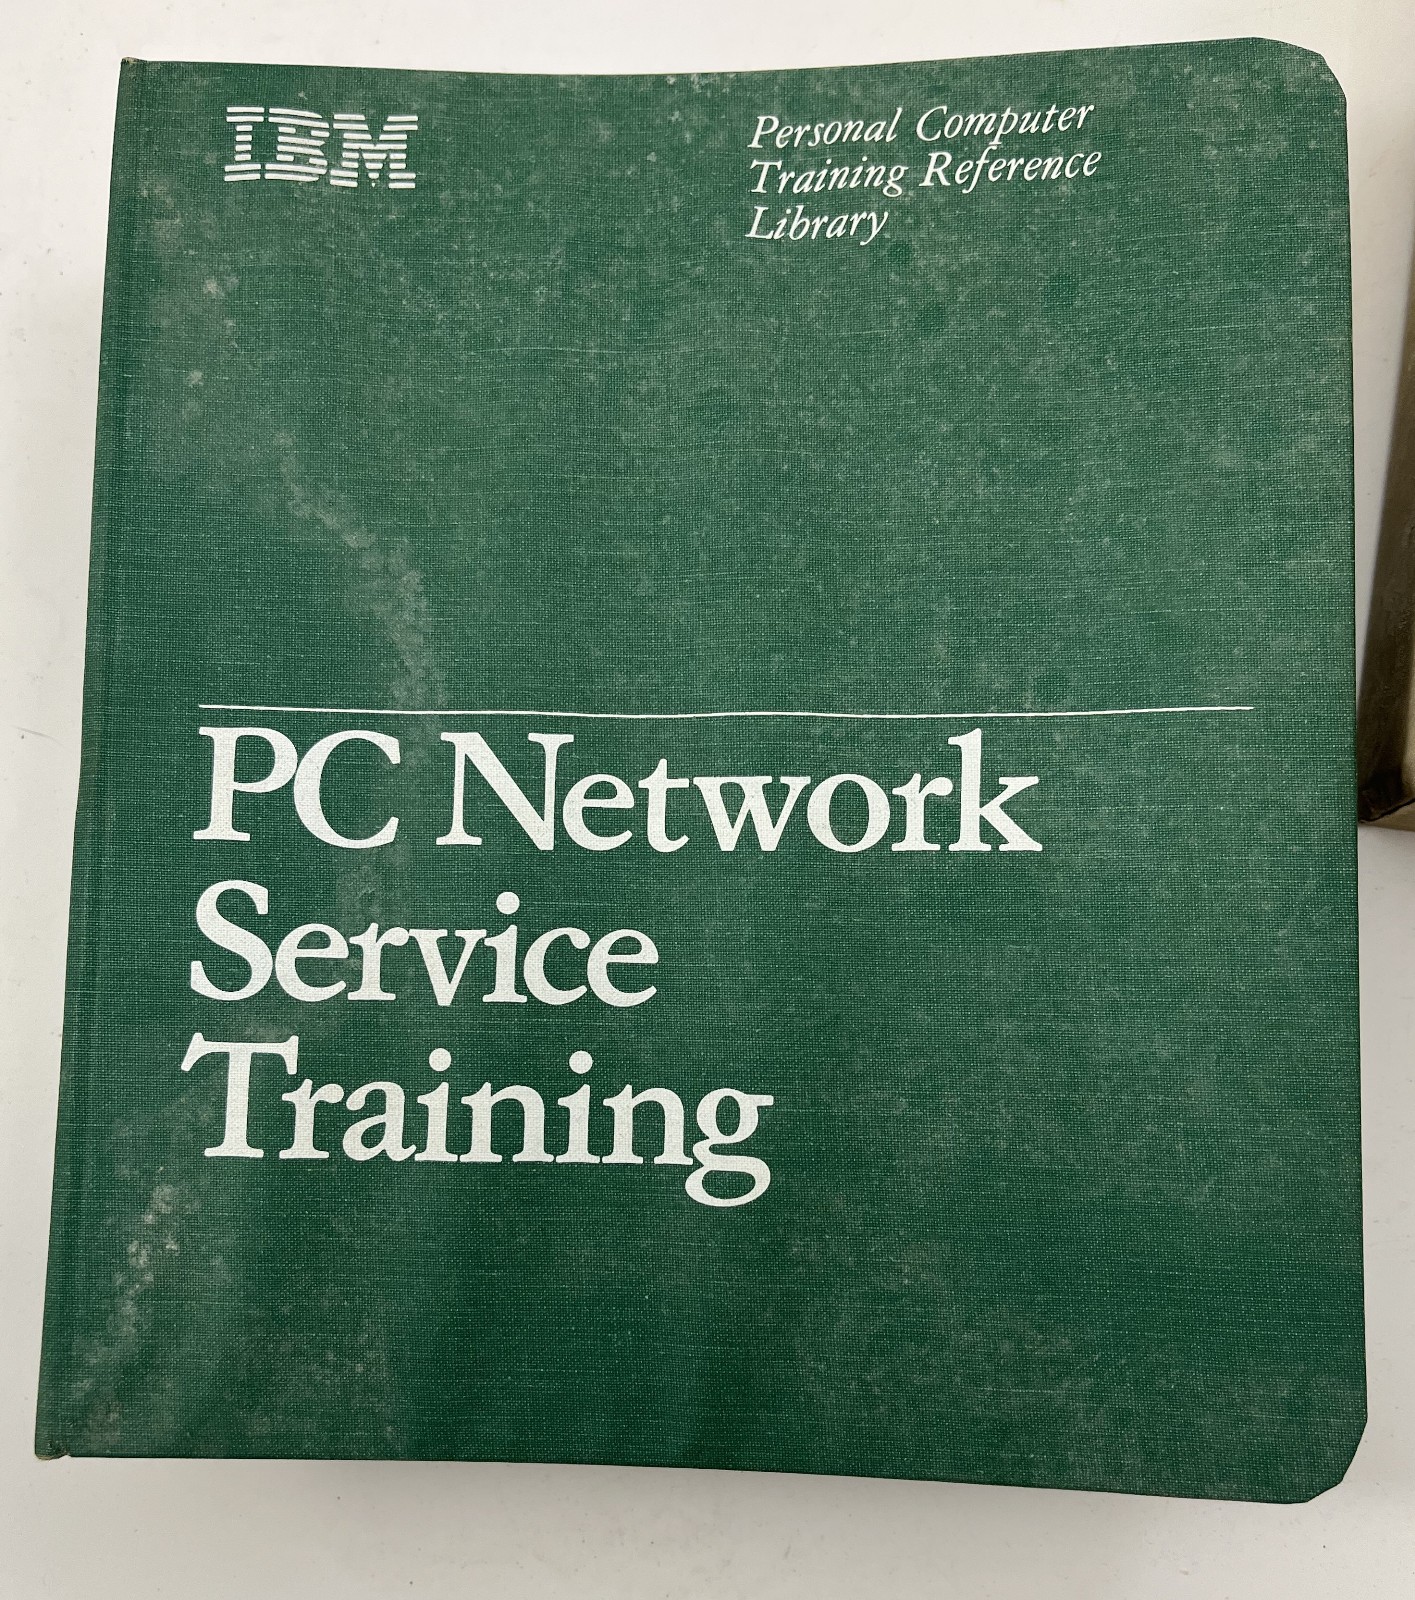 IBM
Personal Computer
Training Reference
Library
PC Network
Service
Training